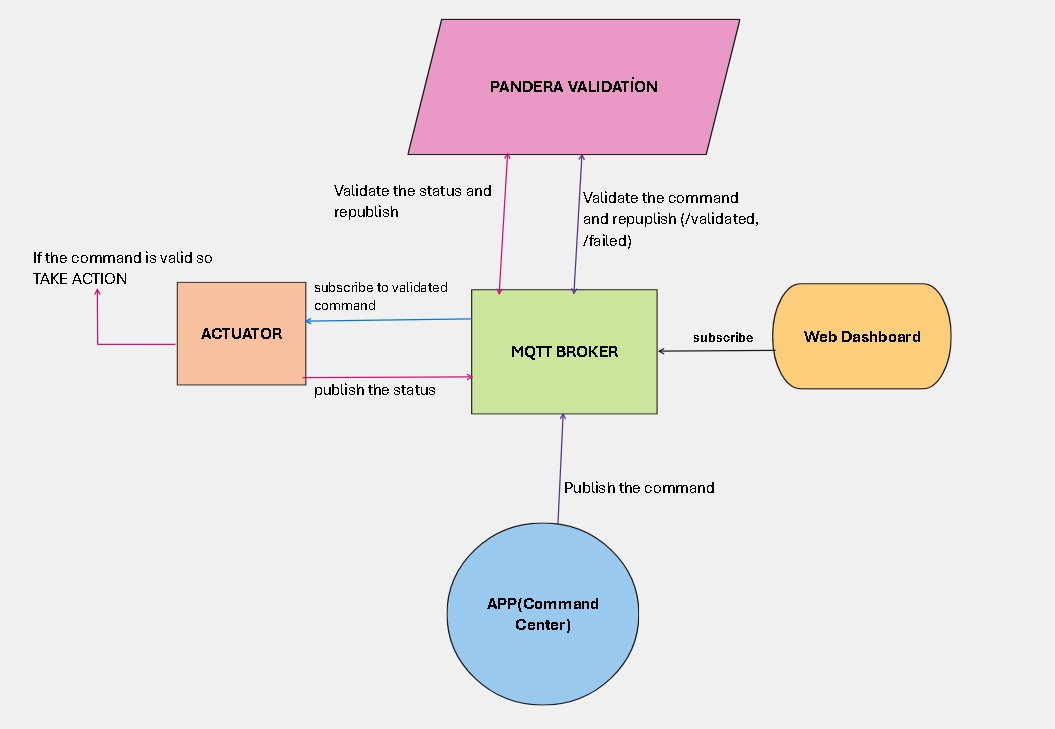 PANDERA VALIDATİON
Validate the status and
republish
Validate the command
and repuplish (/validated,
/failed)
If the command is valid so
TAKE ACTION
subscribe to validated
command
ACTUATOR
MQTT BROKER
subscribe
Web Dashboard
publish the status
Publish the command
APP(Command
Center)